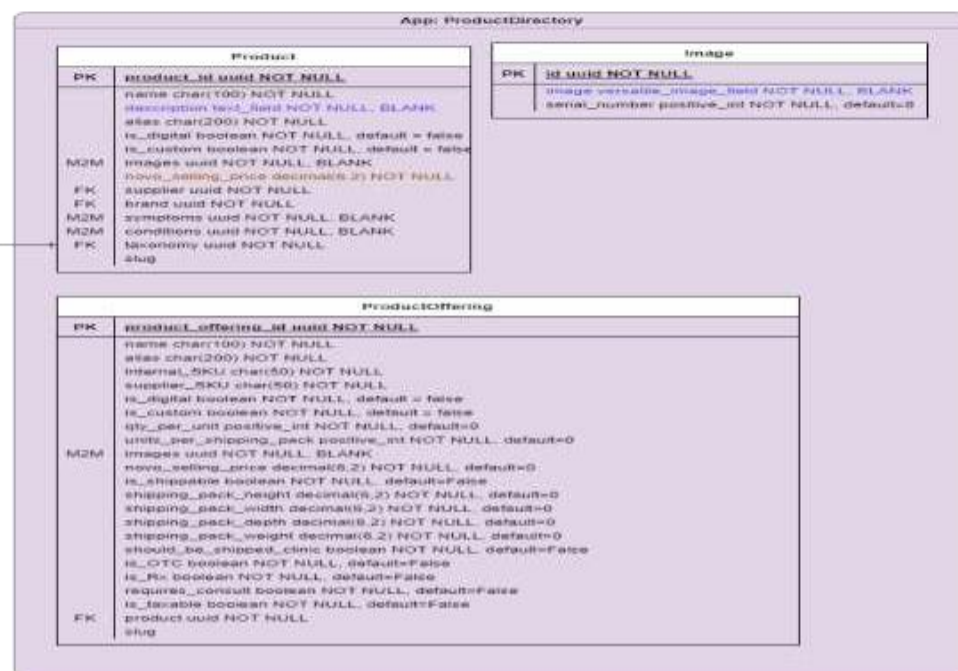 App: ProductDirectory
Product
PK product_id uuid NOT NULL
name char(100) NOT NULL
description text_field NOT NULL, BLANK
alias char(200) NOT NULL
is_digital boolean NOT NULL, default = false
is_custom boolean NOT NULL, default = false
M2M images uuid NOT NULL, BLANK
novo_selling_price decimal(6,2) NOT NULL
FK supplier uuid NOT NULL
FK brand uuid NOT NULL
M2M symptoms uuid NOT NULL, BLANK
M2M conditions uuid NOT NULL, BLANK
FK taxonomy uuid NOT NULL
slug
Image
PK id uuid NOT NULL
image versatile_image_field NOT NULL, BLANK
serial_number positive_int NOT NULL, default=0
ProductOffering
PK product_offering_id uuid NOT NULL
name char(100) NOT NULL
alias char(200) NOT NULL
internal_SKU char(50) NOT NULL
supplier_SKU char(50) NOT NULL
is_digital boolean NOT NULL, default = false
is_custom boolean NOT NULL, default = false
qty_per_unit positive_int NOT NULL, default=0
units_per_shipping_pack positive_int NOT NULL, default=0
M2M images uuid NOT NULL, BLANK
novo_selling_price decimal(6,2) NOT NULL, default=0
is_shippable boolean NOT NULL, default=False
shipping_pack_height decimal(6,2) NOT NULL, default=0
shipping_pack_width decimal(6,2) NOT NULL, default=0
shipping_pack_depth decimal(6,2) NOT NULL, default=0
shipping_pack_weight decimal(6,2) NOT NULL, default=0
should_be_shipped_clinic boolean NOT NULL, default=False
is_OTC boolean NOT NULL, default=False
is_Rx boolean NOT NULL, default=False
requires_consult boolean NOT NULL, default=False
is_taxable boolean NOT NULL, default=False
FK product uuid NOT NULL
slug